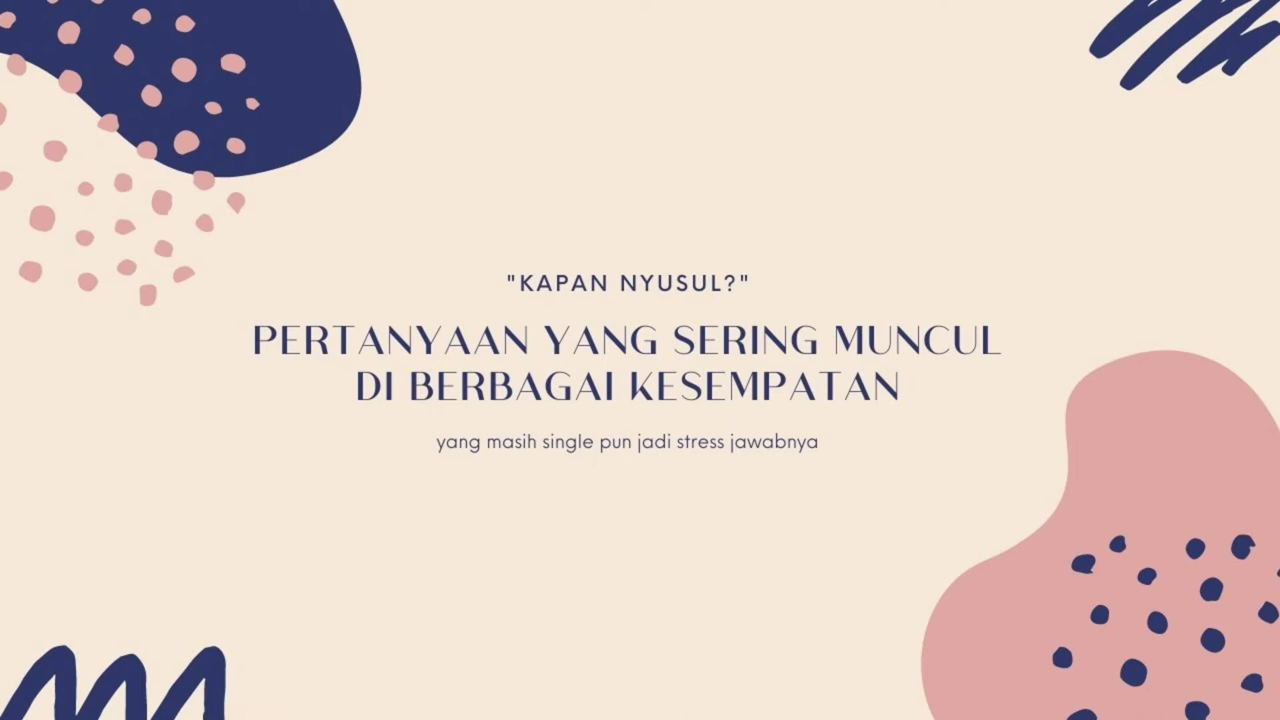 "KAPAN NYUSUL?"
PERTANYAAN YANG SERING MUNCUL
DI BERBAGAI KESEMPATAN
yang masih single pun jadi stress jawabnya